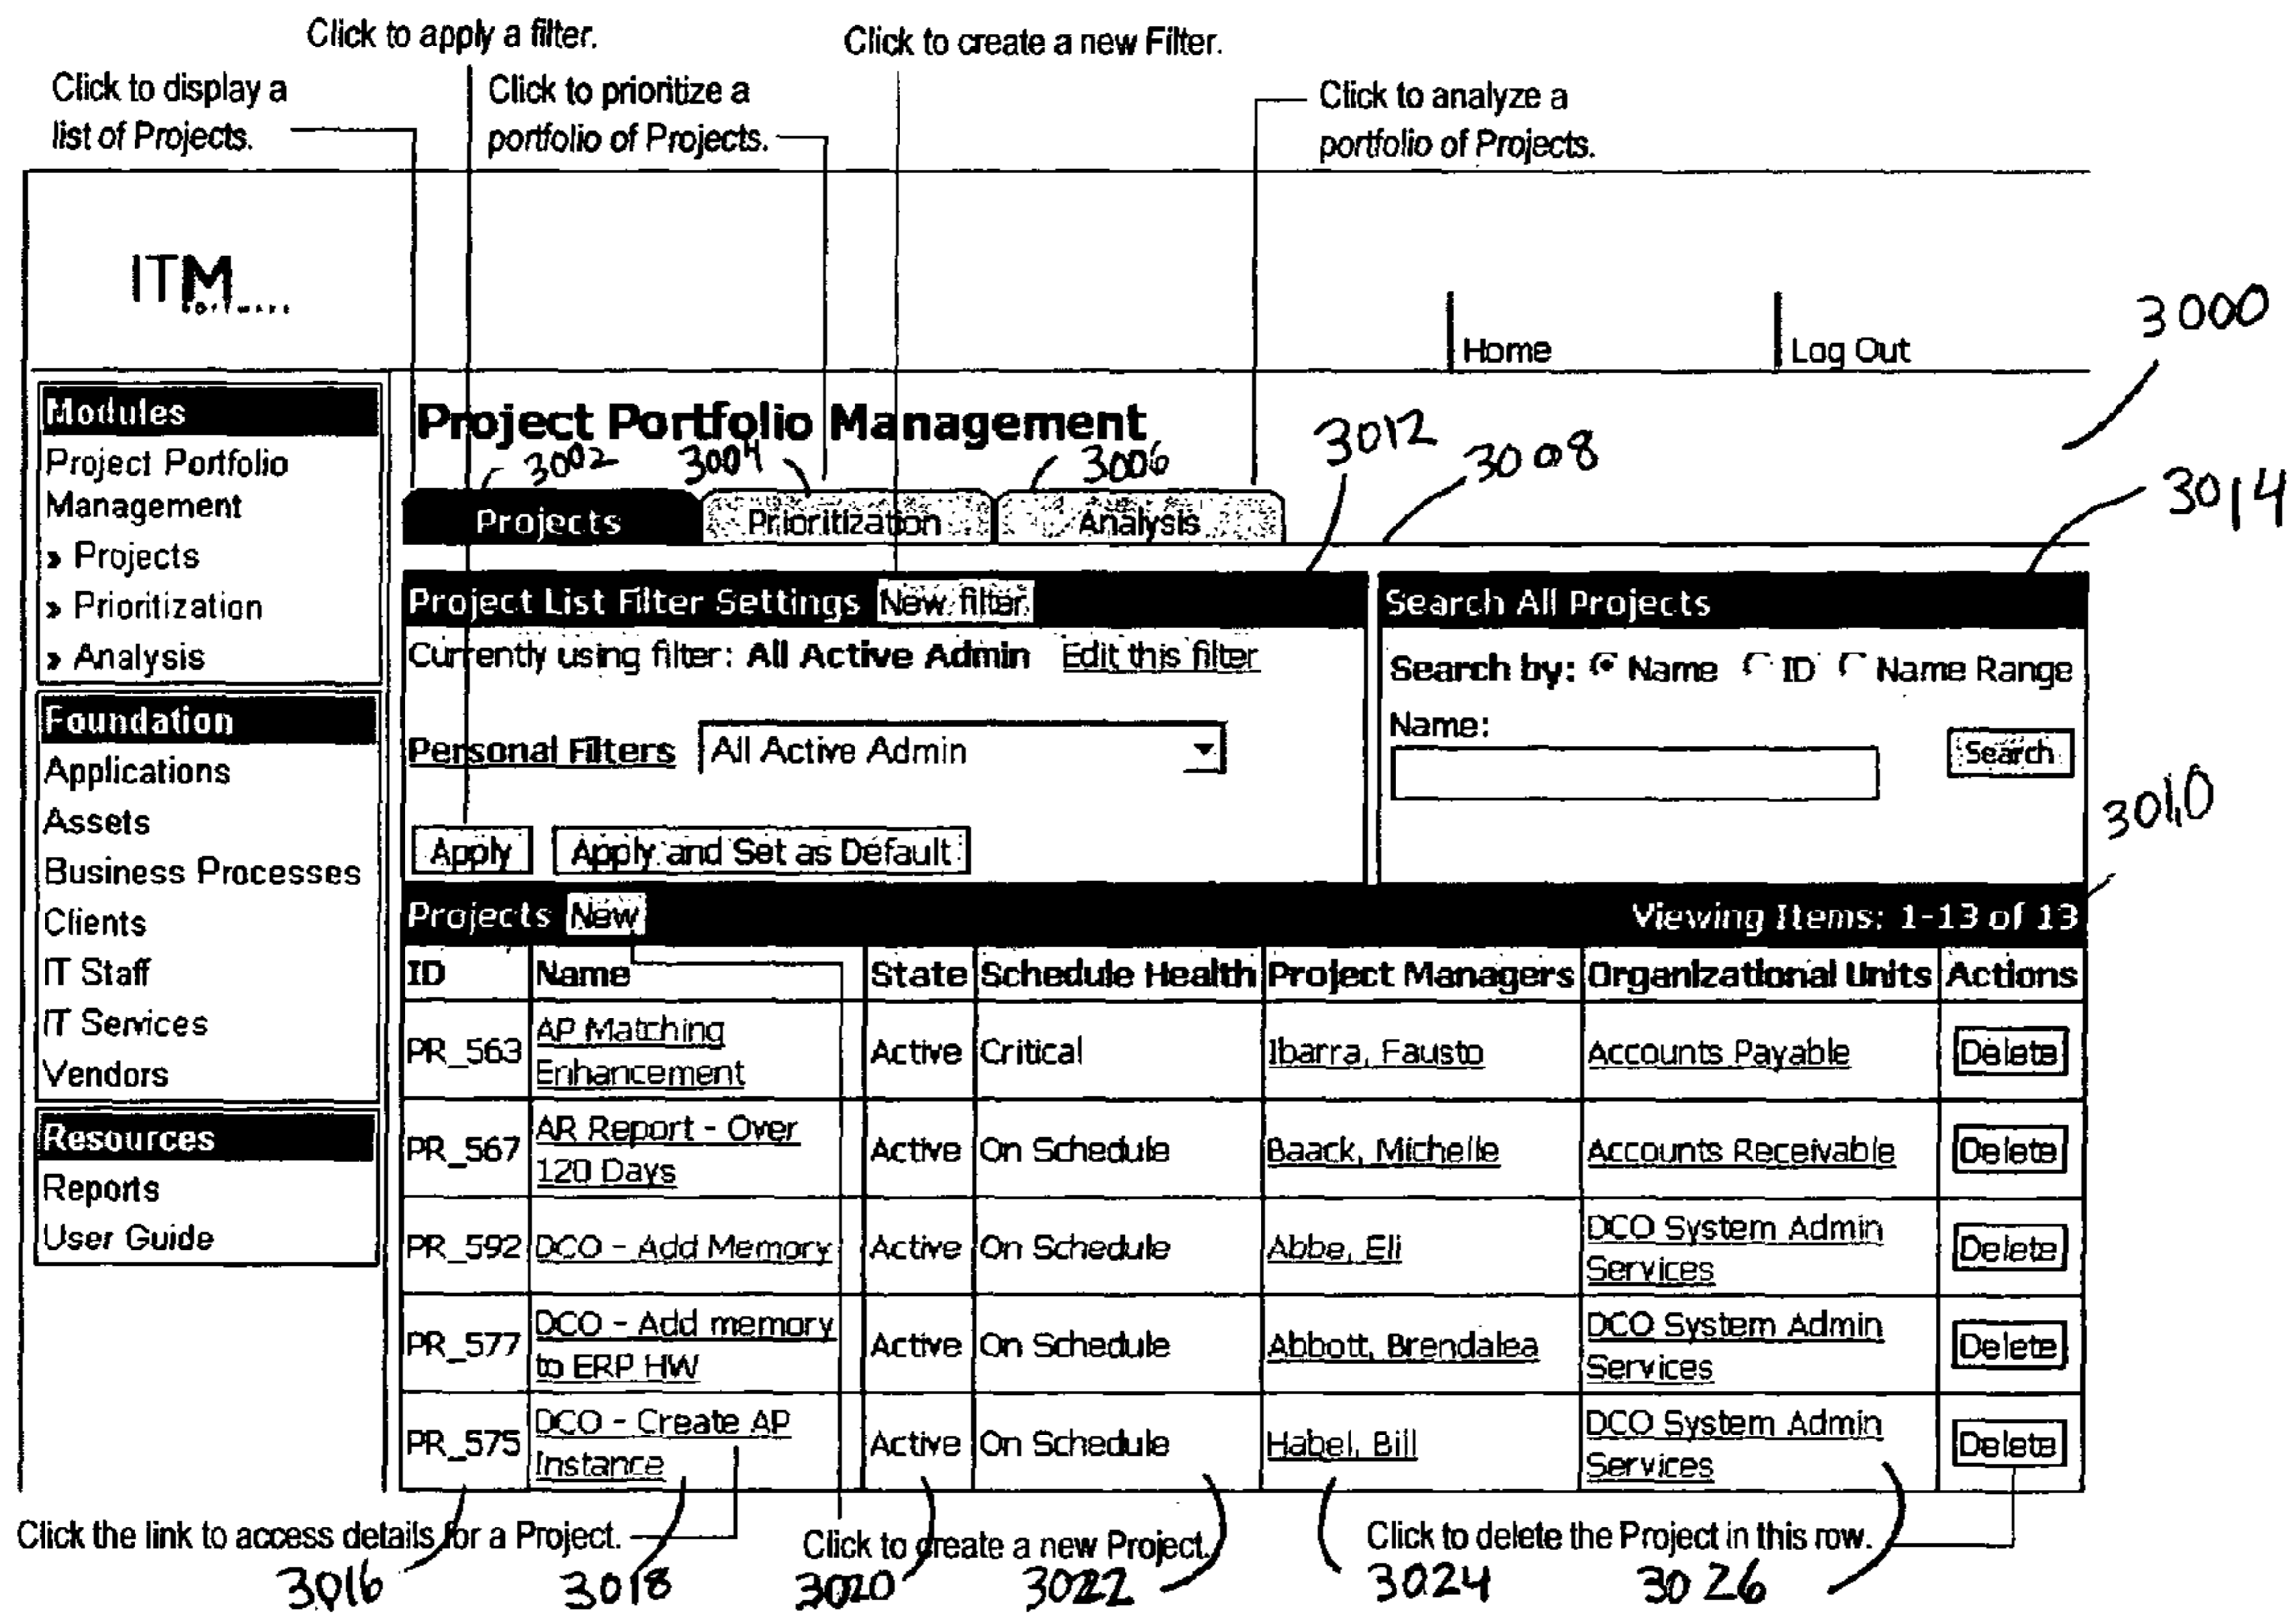 Click to apply a filter.
Click to create a new Filter.
Click to display a
list of Projects.
Click to prioritize a
portfolio of Projects.
Click to analyze a
portfolio of Projects.
ITM
SOFTWARE
Home
Log Out
3000
Modules
Project Portfolio
Management
» Projects
» Prioritization
» Analysis
Foundation
Applications
Assets
Business Processes
Clients
IT Staff
IT Services
Vendors
Resources
Reports
User Guide
Project Portfolio Management
3002 3004 3006 3012 3008 3014
Projects Prioritization Analysis
Project List Filter Settings New filter
Currently using filter: All Active Admin Edit this filter
Personal Filters All Active Admin
Apply Apply and Set as Default
Search All Projects
Search by: Name ID Name Range
Name:
Search
3010
Projects New Viewing Items: 1-13 of 13
ID Name State Schedule Health Project Managers Organizational Units Actions
PR_563 AP Matching Enhancement Active Critical Ibarra, Fausto Accounts Payable Delete
PR_567 AR Report - Over 120 Days Active On Schedule Baack, Michelle Accounts Receivable Delete
PR_592 DCO - Add Memory Active On Schedule Abbe, Eli DCO System Admin Services Delete
PR_577 DCO - Add memory to ERP HW Active On Schedule Abbott, Brendalea DCO System Admin Services Delete
PR_575 DCO - Create AP Instance Active On Schedule Habel, Bill DCO System Admin Services Delete
Click the link to access details for a Project. Click to create a new Project. Click to delete the Project in this row.
3016 3018 3020 3022 3024 3026